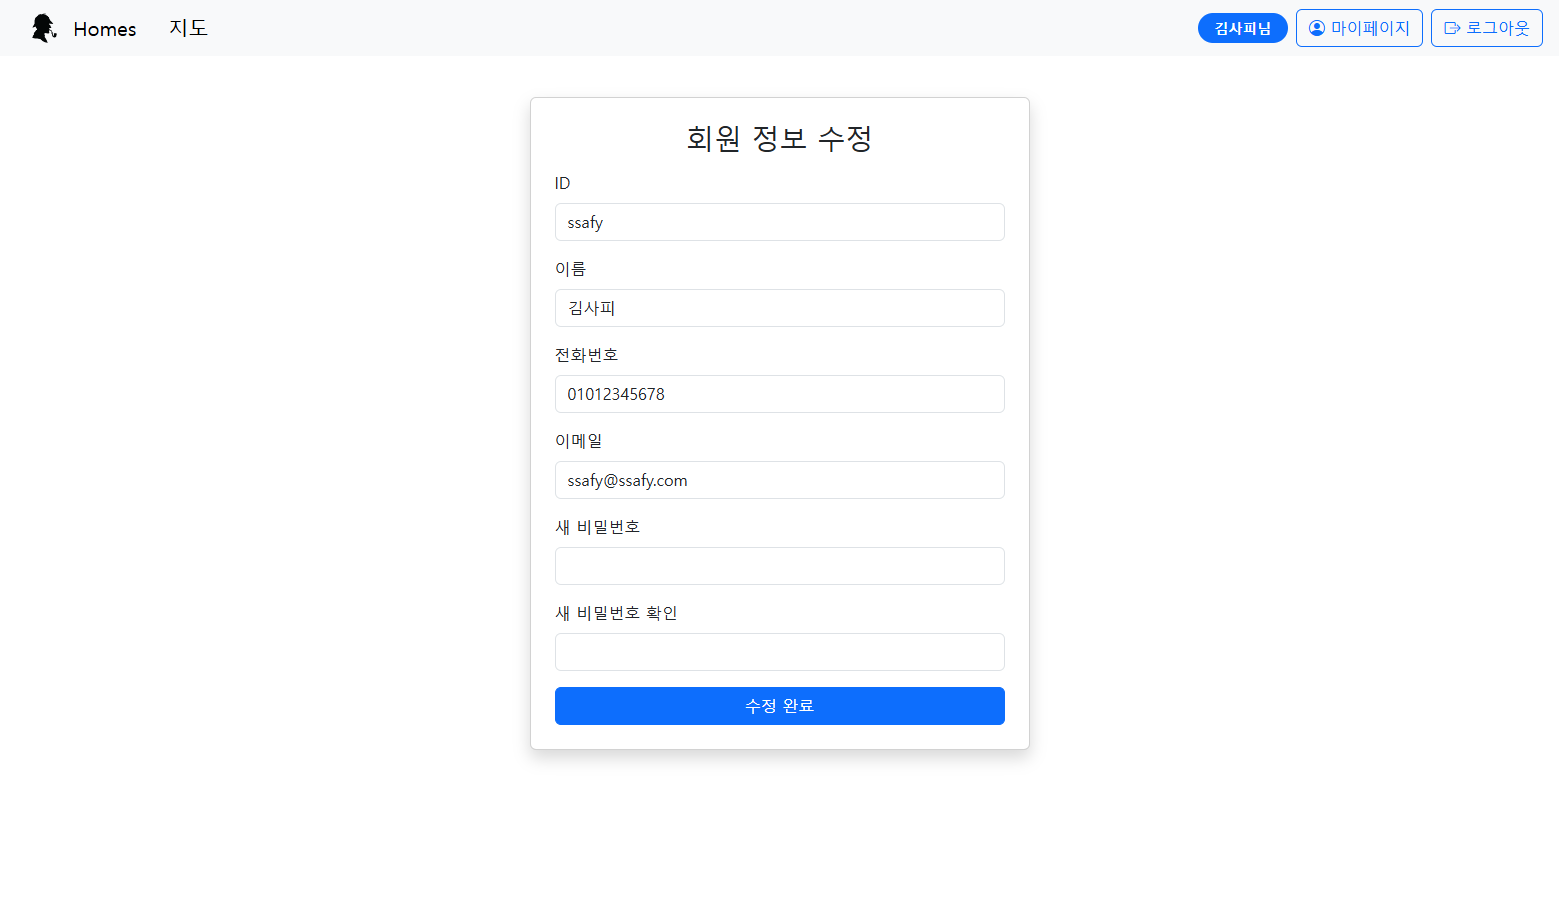 Homes 지도 김사피님 마이페이지 로그아웃
회원 정보 수정
ID
ssafy
이름
김사피
전화번호
01012345678
이메일
ssafy@ssafy.com
새 비밀번호
새 비밀번호 확인
수정 완료